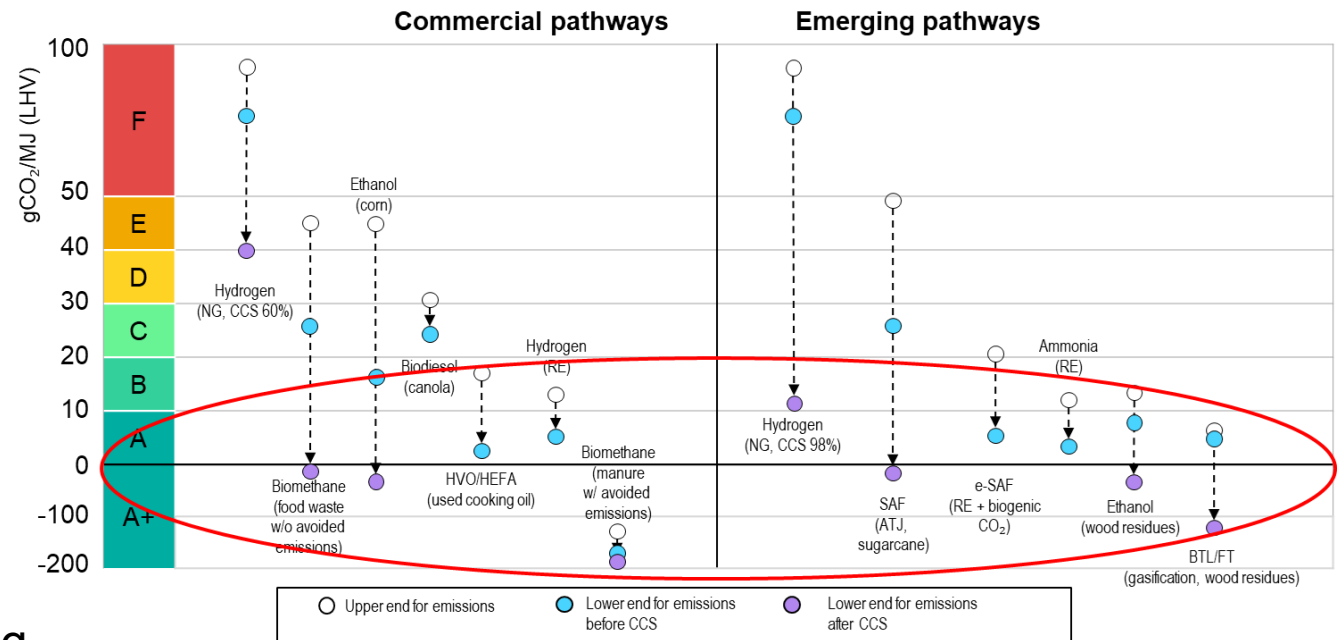 Commercial pathways
Emerging pathways
gCO₂/MJ (LHV)
100
50
40
30
20
10
0
-100
-200
F
E
D
C
B
A
A+
Hydrogen
(NG, CCS 60%)
Biomethane
(food waste
w/o avoided
emissions)
Ethanol
(corn)
Biodiesel
(canola)
HVO/HEFA
(used cooking oil)
Hydrogen
(RE)
Biomethane
(manure
w/ avoided
emissions)
Hydrogen
(NG, CCS 98%)
SAF
(ATJ,
sugarcane)
e-SAF
(RE + biogenic
CO₂)
Ammonia
(RE)
Ethanol
(wood residues)
BTL/FT
(gasification, wood residues)
Upper end for emissions
Lower end for emissions
before CCS
Lower end for emissions
after CCS